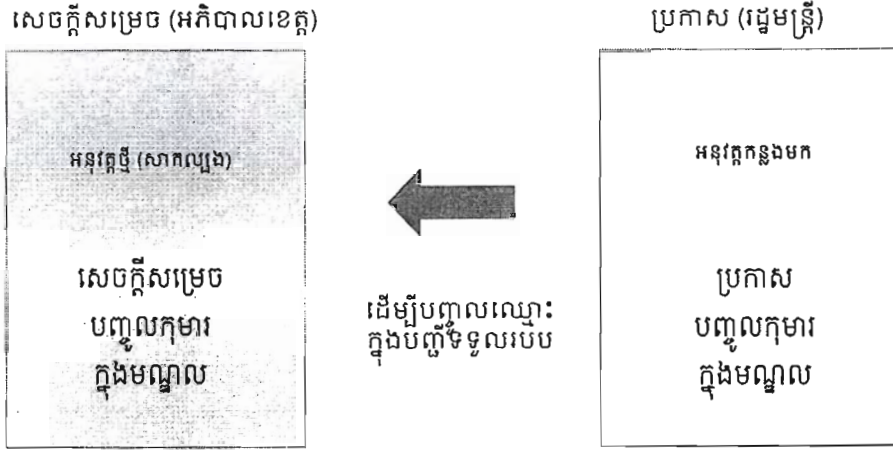 សេចក្តីសម្រេច (អភិបាលខេត្ត)
អនុវត្តថ្មី (សាកល្បង)
សេចក្តីសម្រេច
បញ្ចូលកុមារ
ក្នុងមណ្ឌល
ដើម្បីបញ្ចូលឈ្មោះ
ក្នុងបញ្ជីទទួលរបប
ប្រកាស (រដ្ឋមន្ត្រី)
អនុវត្តកន្លងមក
ប្រកាស
បញ្ចូលកុមារ
ក្នុងមណ្ឌល